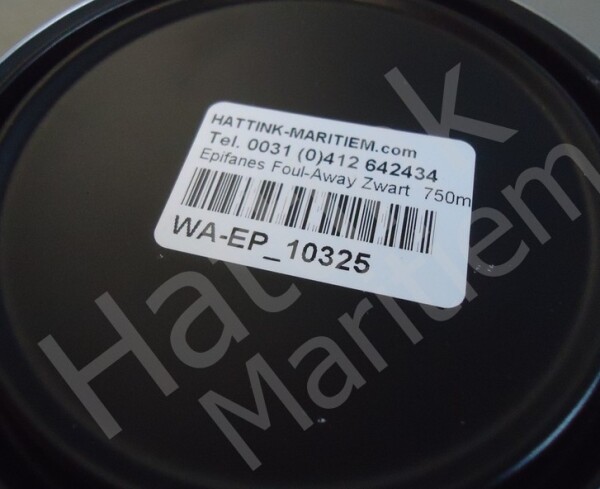 HATTINK-MARITIEM.com
Tel. 0031 (0)412 642434
Epifanes Foul-Away Zwart 750m
WA-EP_10325
Hattink
Maritiem